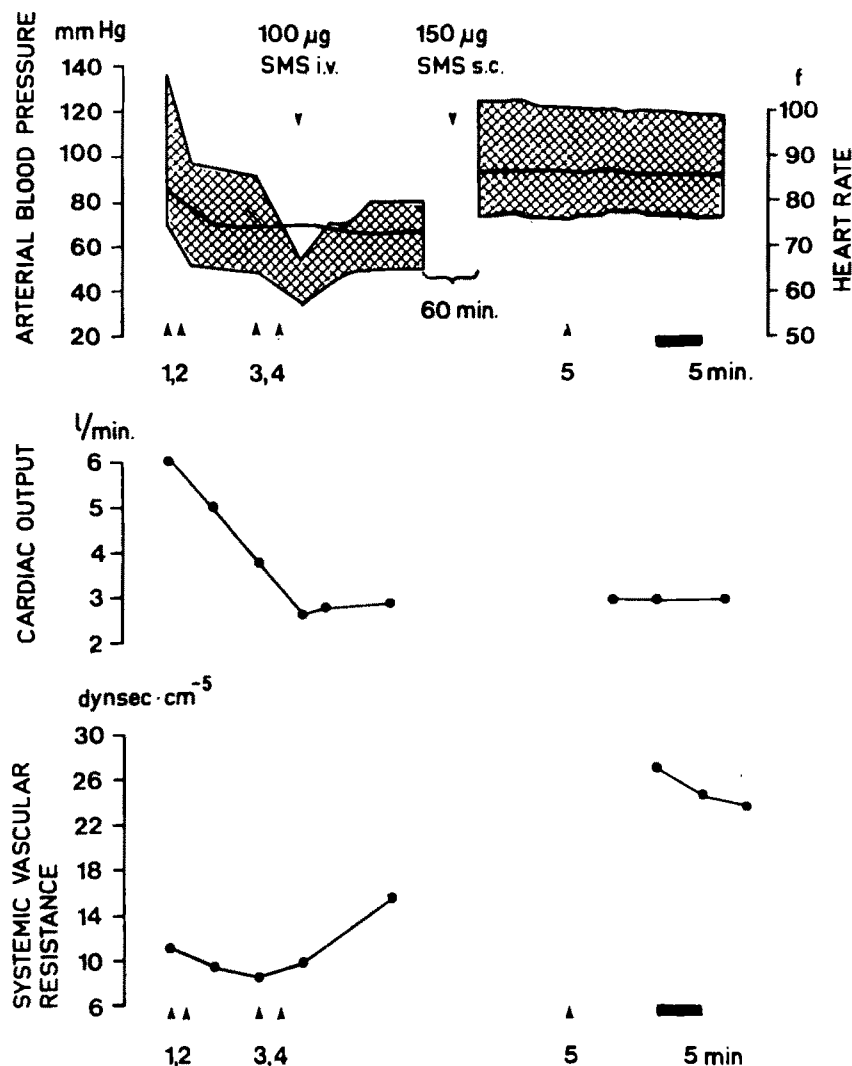 mm Hg
100 µg
SMS i.v.
150 µg
SMS s.c.
ARTERIAL BLOOD PRESSURE
140
120
100
80
60
40
20
f
100
90
80
70
60
50
HEART RATE
60 min.
1,2
3,4
5
5 min.
l/min.
CARDIAC OUTPUT
6
5
4
3
2
dynsec·cm⁻⁵
SYSTEMIC VASCULAR
RESISTANCE
30
26
22
18
14
10
6
1,2
3,4
5
5 min